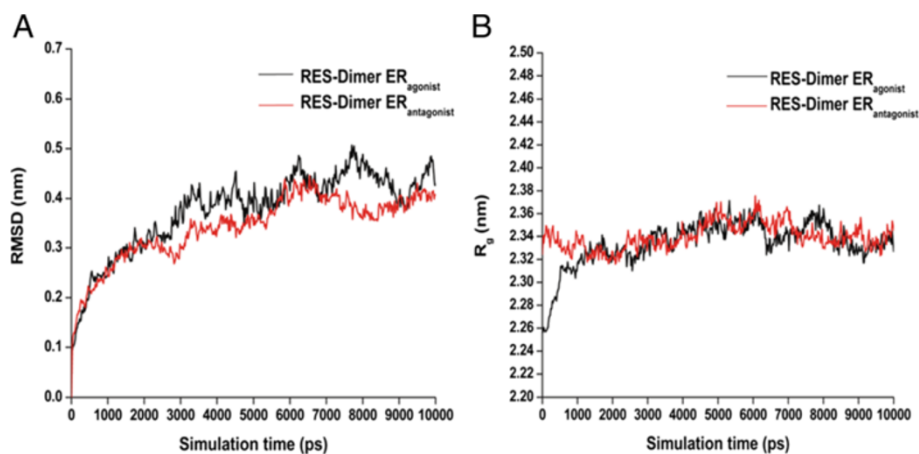 A
B
RMSD (nm)
0.7
0.6
0.5
0.4
0.3
0.2
0.1
0.0
RES-Dimer ERagonist
RES-Dimer ERantagonist
0 1000 2000 3000 4000 5000 6000 7000 8000 9000 10000
Simulation time (ps)
Rg (nm)
2.50
2.48
2.46
2.44
2.42
2.40
2.38
2.36
2.34
2.32
2.30
2.28
2.26
2.24
2.22
2.20
RES-Dimer ERagonist
RES-Dimer ERantagonist
0 1000 2000 3000 4000 5000 6000 7000 8000 9000 10000
Simulation time (ps)